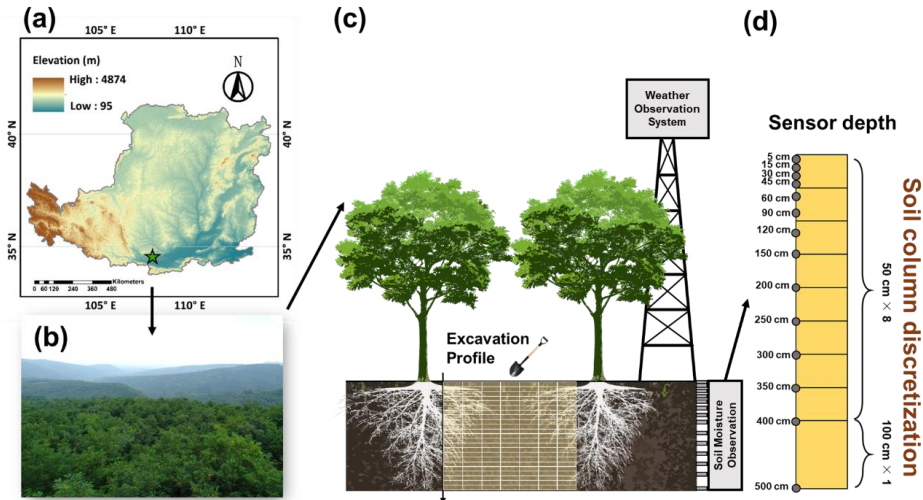 (a)
105° E 110° E
Elevation (m)
High : 4874
Low : 95
N
40° N
40° N
35° N
35° N
0 60 120 240 360 480
Kilometers
105° E 110° E
(b)
(c)
Weather
Observation
System
Excavation
Profile
Soil Moisture
Observation
(d)
Sensor depth
5 cm
15 cm
30 cm
45 cm
60 cm
90 cm
120 cm
150 cm
200 cm
250 cm
300 cm
350 cm
400 cm
500 cm
50 cm × 8
100 cm × 1
Soil column discretization